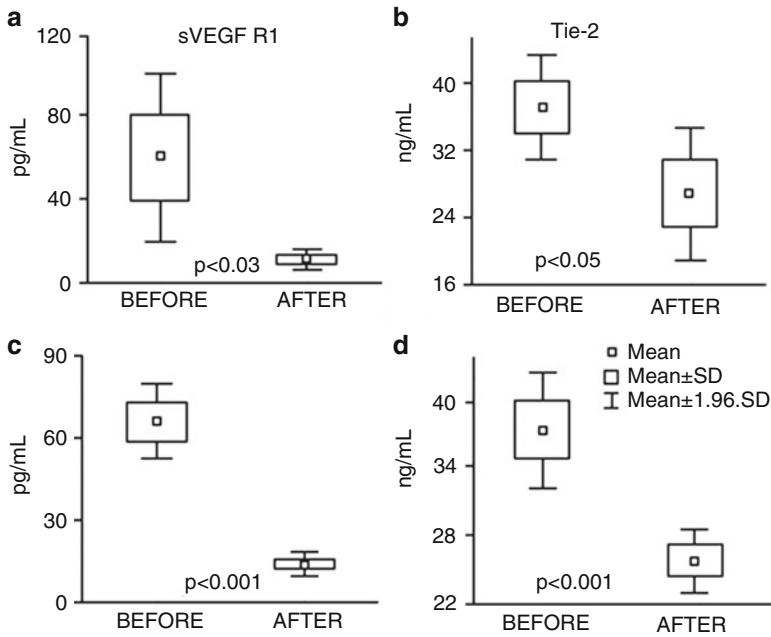 a
sVEGF R1
120
80
40
0
pg/mL
p<0.03
BEFORE AFTER
b
Tie-2
40
32
24
16
ng/mL
p<0.05
BEFORE AFTER
c
90
60
30
0
pg/mL
p<0.001
BEFORE AFTER
d
Mean
Mean±SD
Mean±1.96.SD
40
34
28
22
ng/mL
p<0.001
BEFORE AFTER